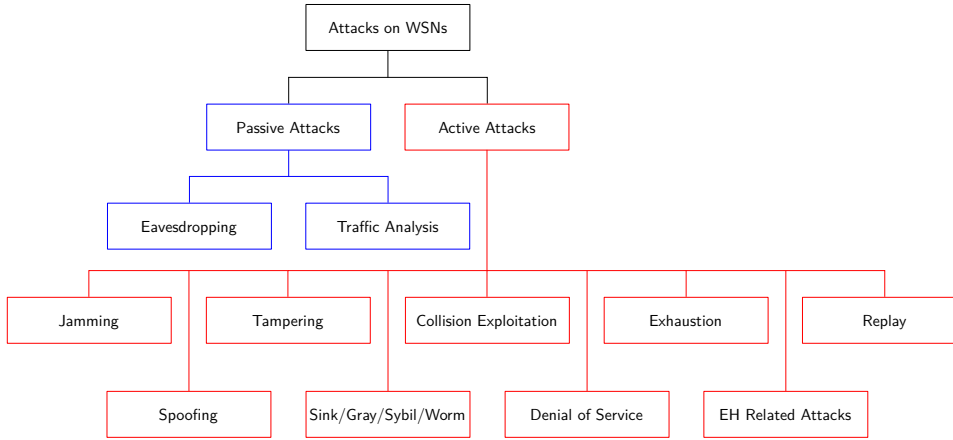 Attacks on WSNs
Passive Attacks
Active Attacks
Eavesdropping
Traffic Analysis
Jamming
Tampering
Collision Exploitation
Exhaustion
Replay
Spoofing
Sink/Gray/Sybil/Worm
Denial of Service
EH Related Attacks